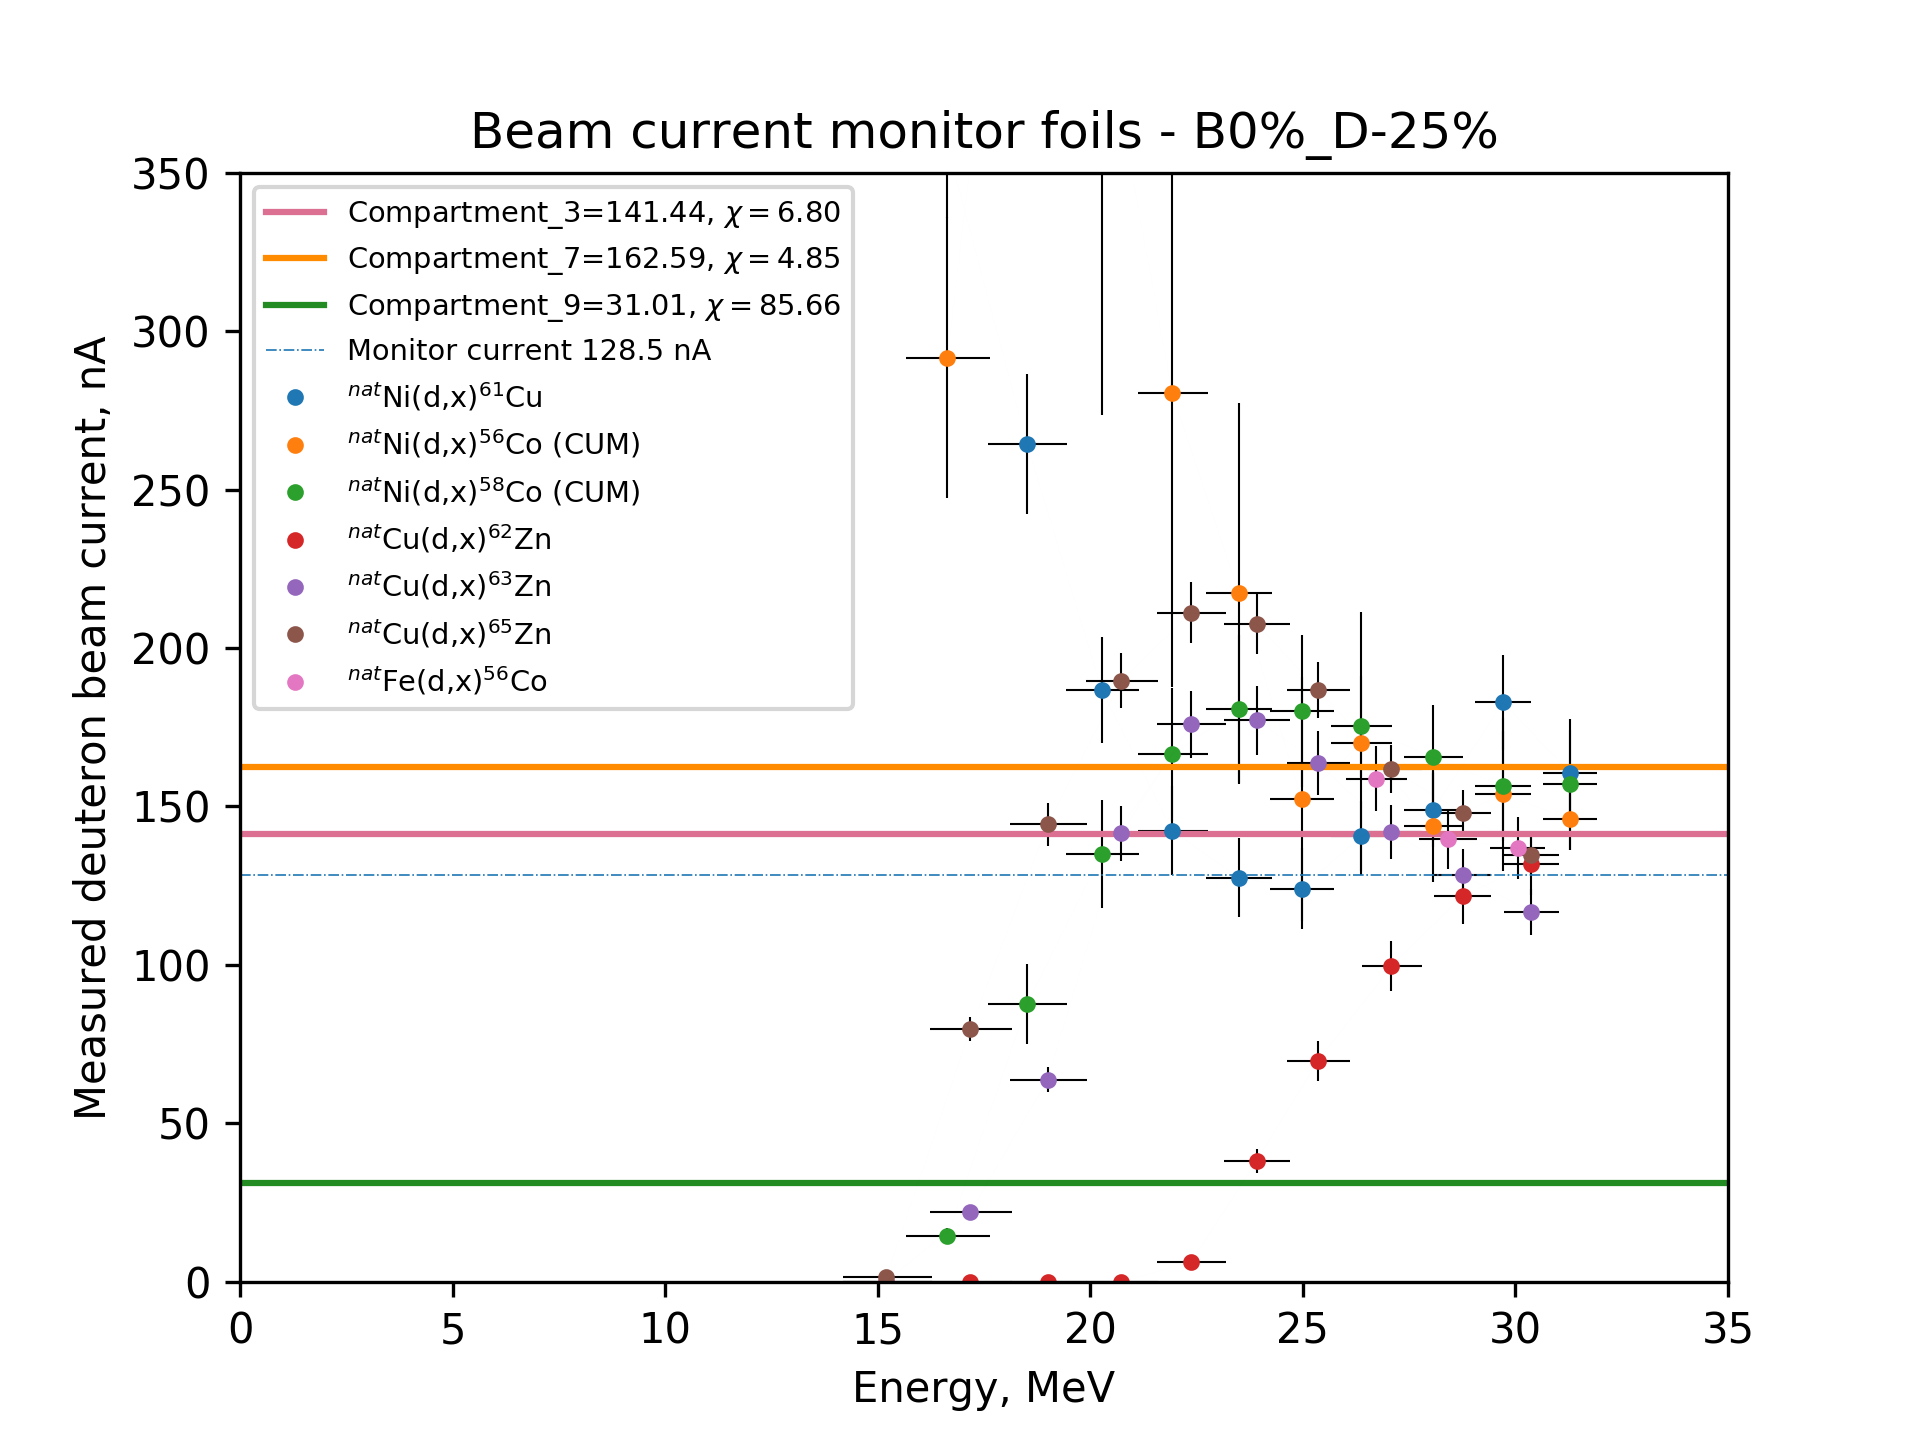 Beam current monitor foils - B0%_D-25%
Measured deuteron beam current, nA
350
300
250
200
150
100
50
0
Compartment_3=141.44, χ = 6.80
Compartment_7=162.59, χ = 4.85
Compartment_9=31.01, χ = 85.66
Monitor current 128.5 nA
ⁿᵃᵗNi(d,x)⁶¹Cu
ⁿᵃᵗNi(d,x)⁵⁶Co (CUM)
ⁿᵃᵗNi(d,x)⁵⁸Co (CUM)
ⁿᵃᵗCu(d,x)⁶²Zn
ⁿᵃᵗCu(d,x)⁶³Zn
ⁿᵃᵗCu(d,x)⁶⁵Zn
ⁿᵃᵗFe(d,x)⁵⁶Co
0 5 10 15 20 25 30 35
Energy, MeV